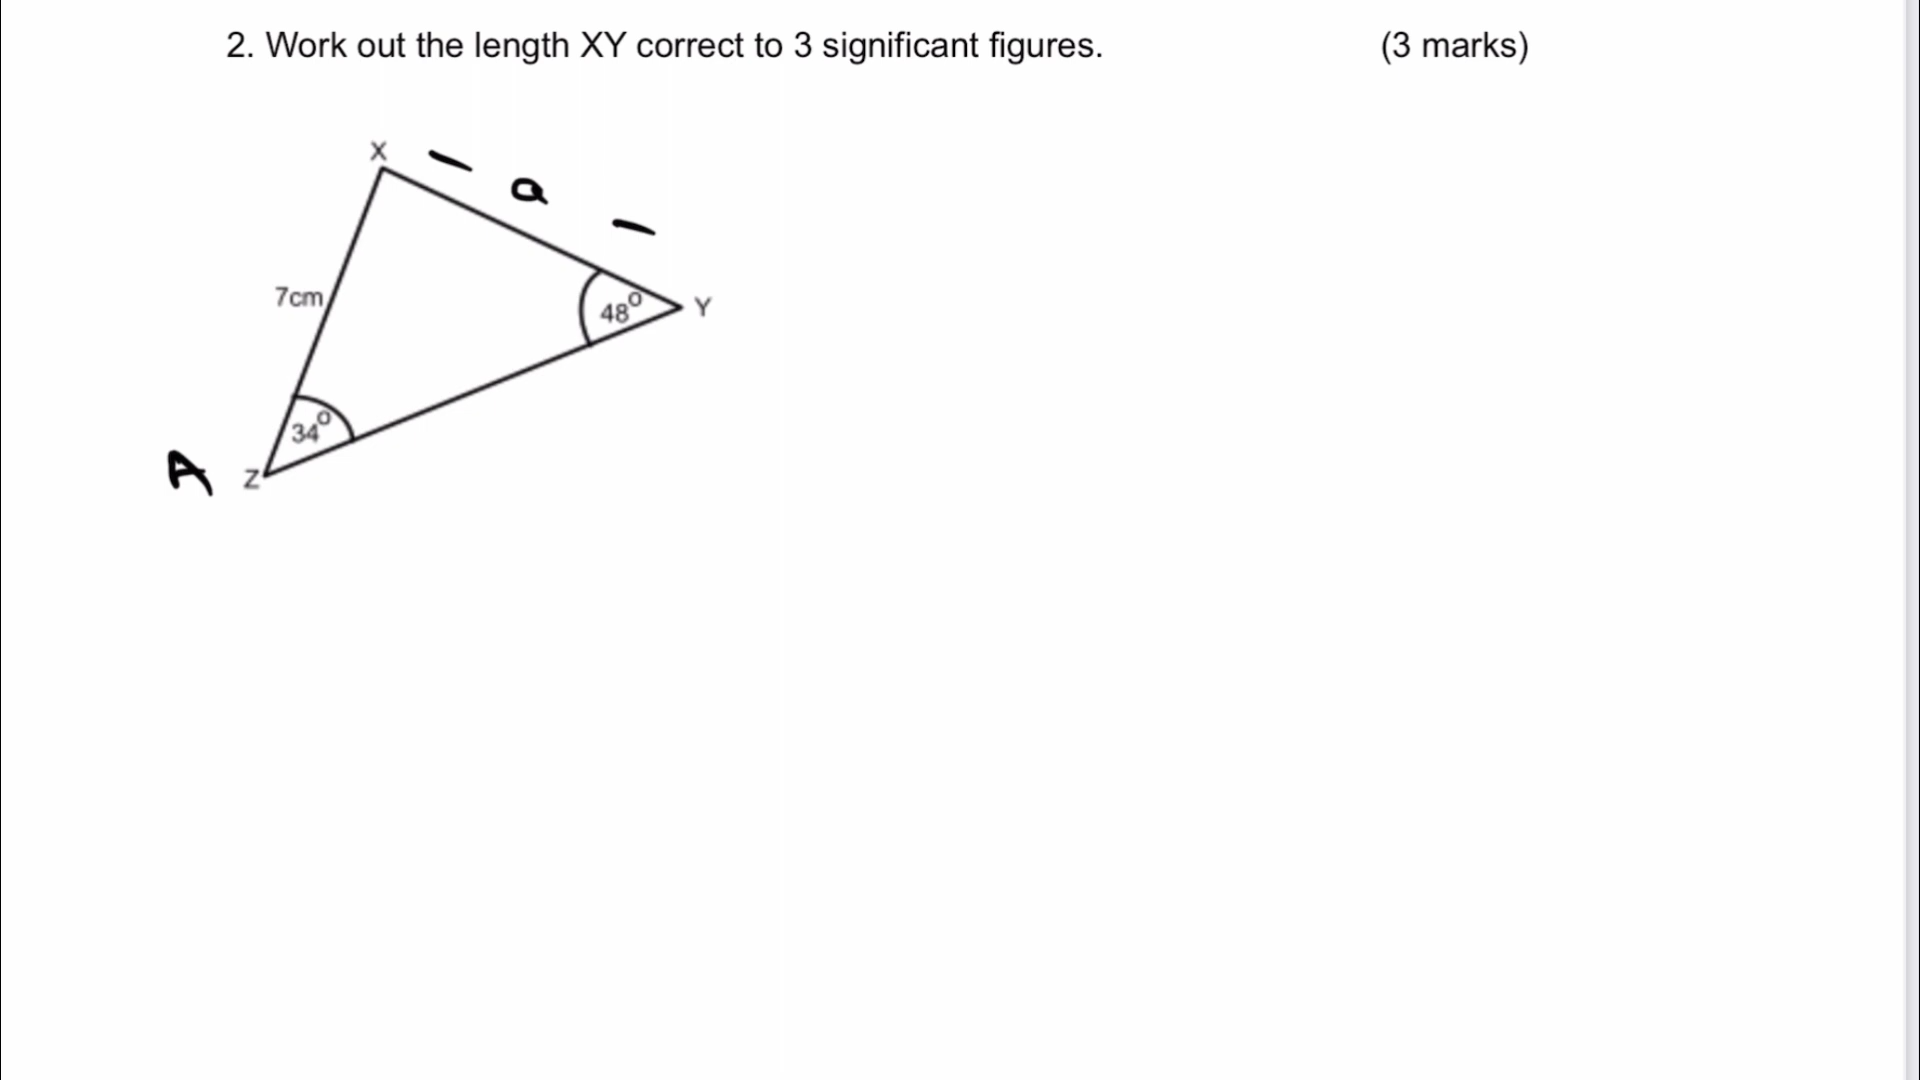 2. Work out the length XY correct to 3 significant figures. (3 marks)
X
a
7cm
48° Y
34°
A Z